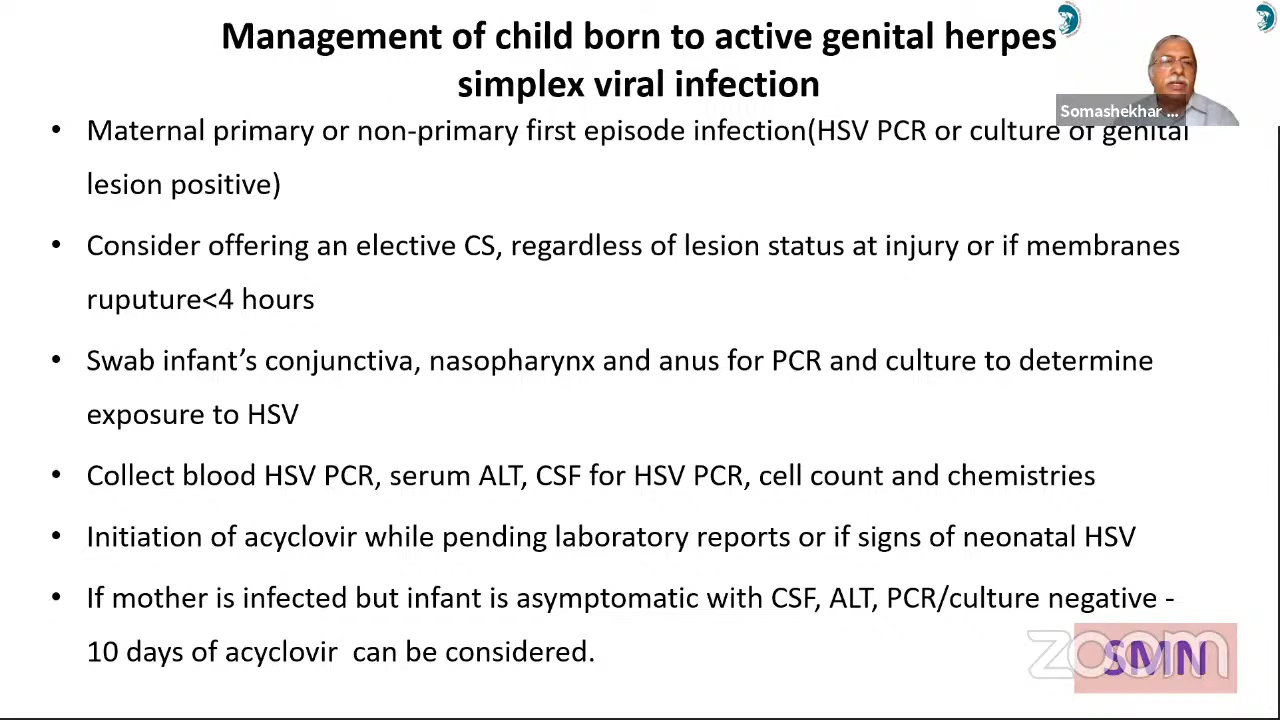 Management of child born to active genital herpes
simplex viral infection
Somashekhar ...
• Maternal primary or non-primary first episode infection(HSV PCR or culture of genital
lesion positive)
• Consider offering an elective CS, regardless of lesion status at injury or if membranes
ruputure<4 hours
• Swab infant’s conjunctiva, nasopharynx and anus for PCR and culture to determine
exposure to HSV
• Collect blood HSV PCR, serum ALT, CSF for HSV PCR, cell count and chemistries
• Initiation of acyclovir while pending laboratory reports or if signs of neonatal HSV
• If mother is infected but infant is asymptomatic with CSF, ALT, PCR/culture negative -
10 days of acyclovir can be considered.
zoom
SMN